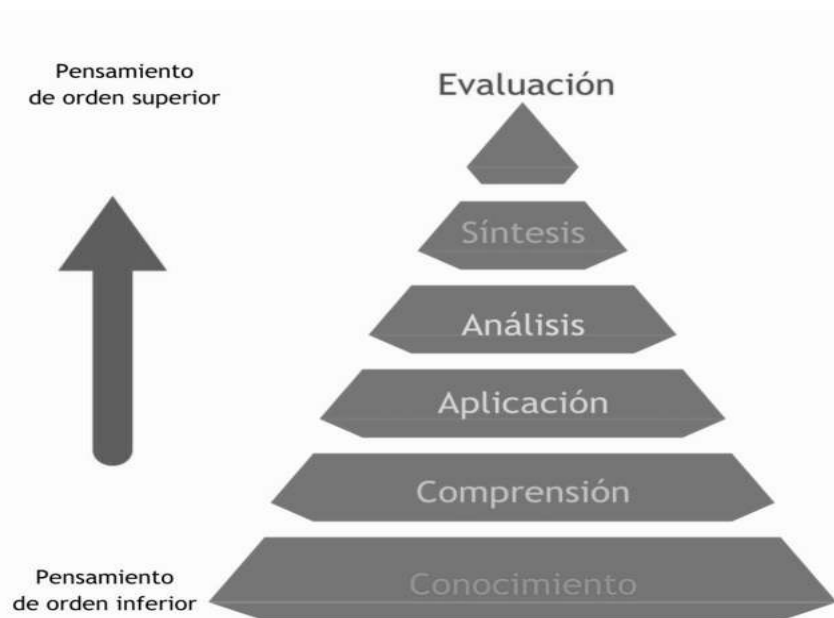 Pensamiento
de orden superior
Evaluación
Síntesis
Análisis
Aplicación
Comprensión
Conocimiento
Pensamiento
de orden inferior